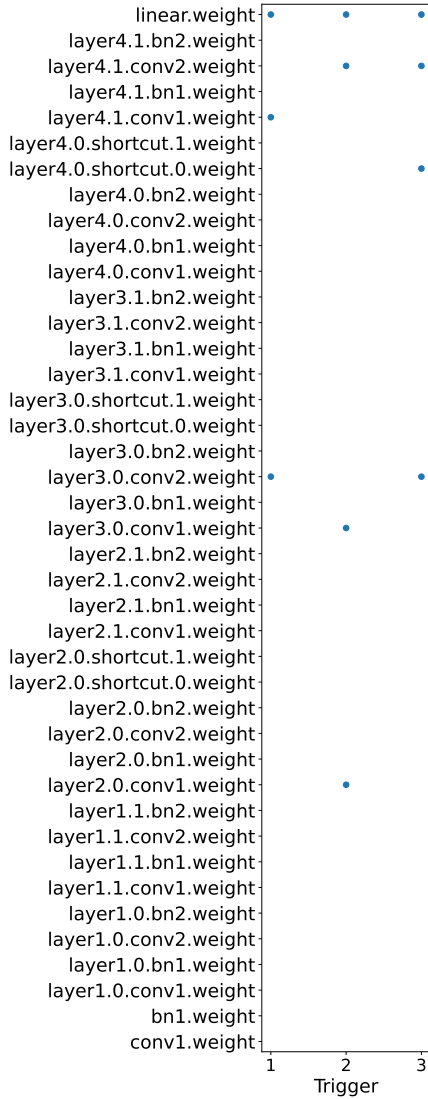 linear.weight
layer4.1.bn2.weight
layer4.1.conv2.weight
layer4.1.bn1.weight
layer4.1.conv1.weight
layer4.0.shortcut.1.weight
layer4.0.shortcut.0.weight
layer4.0.bn2.weight
layer4.0.conv2.weight
layer4.0.bn1.weight
layer4.0.conv1.weight
layer3.1.bn2.weight
layer3.1.conv2.weight
layer3.1.bn1.weight
layer3.1.conv1.weight
layer3.0.shortcut.1.weight
layer3.0.shortcut.0.weight
layer3.0.bn2.weight
layer3.0.conv2.weight
layer3.0.bn1.weight
layer3.0.conv1.weight
layer2.1.bn2.weight
layer2.1.conv2.weight
layer2.1.bn1.weight
layer2.1.conv1.weight
layer2.0.shortcut.1.weight
layer2.0.shortcut.0.weight
layer2.0.bn2.weight
layer2.0.conv2.weight
layer2.0.bn1.weight
layer2.0.conv1.weight
layer1.1.bn2.weight
layer1.1.conv2.weight
layer1.1.bn1.weight
layer1.1.conv1.weight
layer1.0.bn2.weight
layer1.0.conv2.weight
layer1.0.bn1.weight
layer1.0.conv1.weight
bn1.weight
conv1.weight
1 2 3
Trigger